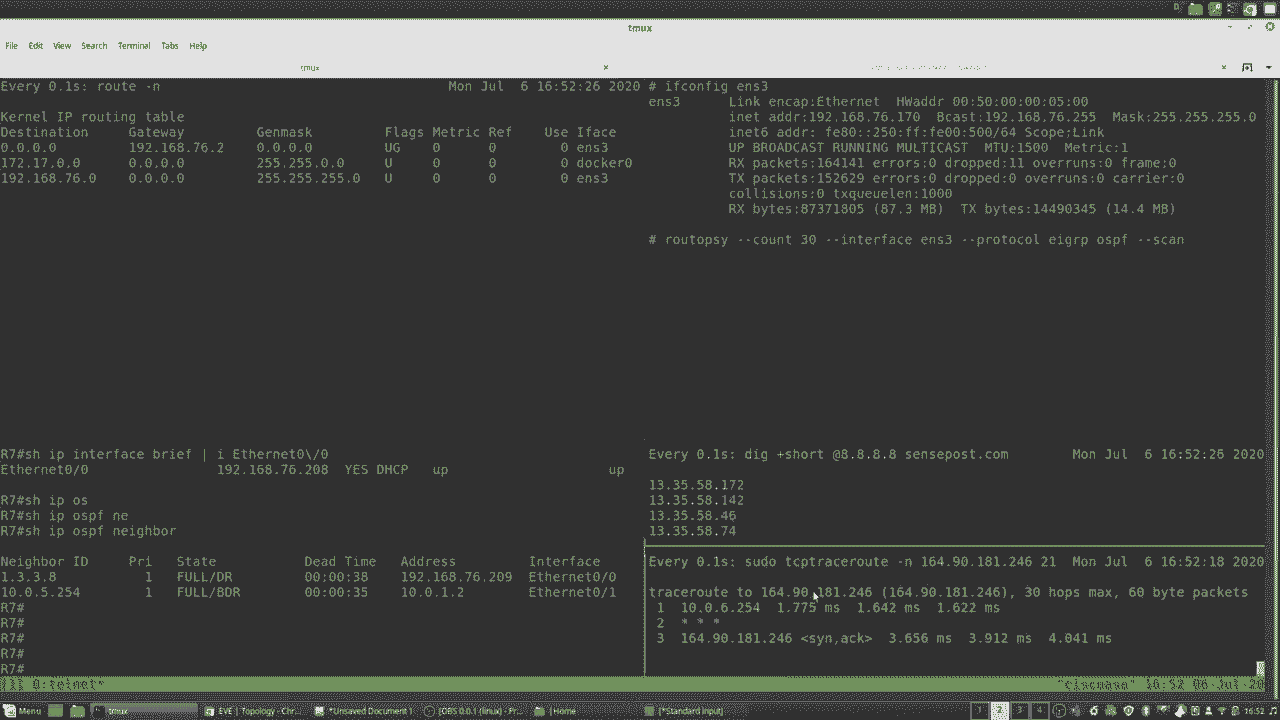 tmux
File Edit View Search Terminal Tabs Help
tmux
Every 0.1s: route -n Mon Jul 6 16:52:26 2020
Kernel IP routing table
Destination Gateway Genmask Flags Metric Ref Use Iface
0.0.0.0 192.168.76.2 0.0.0.0 UG 0 0 0 ens3
172.17.0.0 0.0.0.0 255.255.0.0 U 0 0 0 docker0
192.168.76.0 0.0.0.0 255.255.255.0 U 0 0 0 ens3
# ifconfig ens3
ens3 Link encap:Ethernet HWaddr 00:50:00:00:05:00
inet addr:192.168.76.170 Bcast:192.168.76.255 Mask:255.255.255.0
inet6 addr: fe80::250:ff:fe00:500/64 Scope:Link
UP BROADCAST RUNNING MULTICAST MTU:1500 Metric:1
RX packets:164141 errors:0 dropped:11 overruns:0 frame:0
TX packets:152629 errors:0 dropped:0 overruns:0 carrier:0
collisions:0 txqueuelen:1000
RX bytes:87371805 (87.3 MB) TX bytes:14490345 (14.4 MB)
# routopsy --count 30 --interface ens3 --protocol eigrp ospf --scan
R7#sh ip interface brief | i Ethernet0\/0
Ethernet0/0 192.168.76.208 YES DHCP up up
R7#sh ip os
R7#sh ip ospf ne
R7#sh ip ospf neighbor
Neighbor ID Pri State Dead Time Address Interface
1.3.3.8 1 FULL/DR 00:00:38 192.168.76.209 Ethernet0/0
10.0.5.254 1 FULL/BDR 00:00:35 10.0.1.2 Ethernet0/1
R7#
R7#
R7#
R7#
R7#
Every 0.1s: dig +short @8.8.8.8 sensepost.com Mon Jul 6 16:52:26 2020
13.35.58.172
13.35.58.142
13.35.58.46
13.35.58.74
Every 0.1s: sudo tcptraceroute -n 164.90.181.246 21 Mon Jul 6 16:52:18 2020
traceroute to 164.90.181.246 (164.90.181.246), 30 hops max, 60 byte packets
1 10.0.6.254 1.775 ms 1.642 ms 1.622 ms
2 * * *
3 164.90.181.246 <syn,ack> 3.656 ms 3.912 ms 4.041 ms
0:telnet* 16:52 06-Jul-20
Menu tmux EVE | Topology - Chr... *Unsaved Document 1 [OBS 0.0.1 (linux) - Pr... [Home [*Standard input] 1 2 3 4 16:52